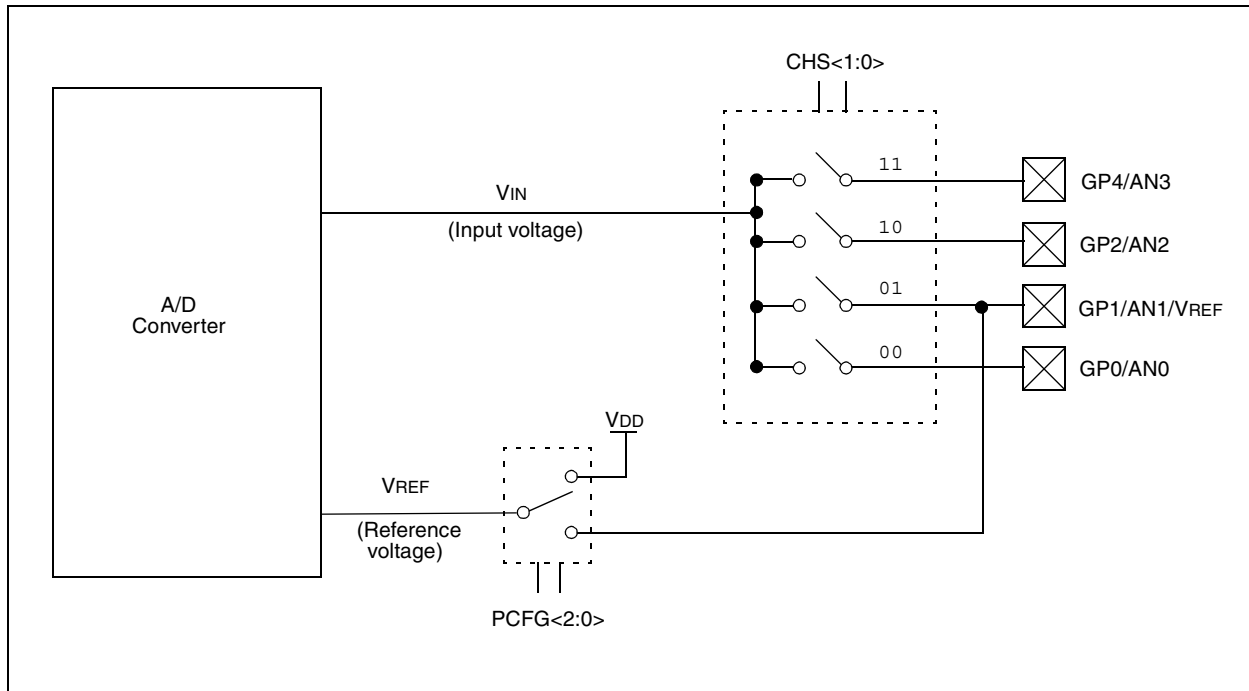 CHS<1:0>
11
GP4/AN3
VIN
(Input voltage)
10
GP2/AN2
A/D
Converter
01
GP1/AN1/VREF
00
GP0/AN0
VDD
VREF
(Reference
voltage)
PCFG<2:0>